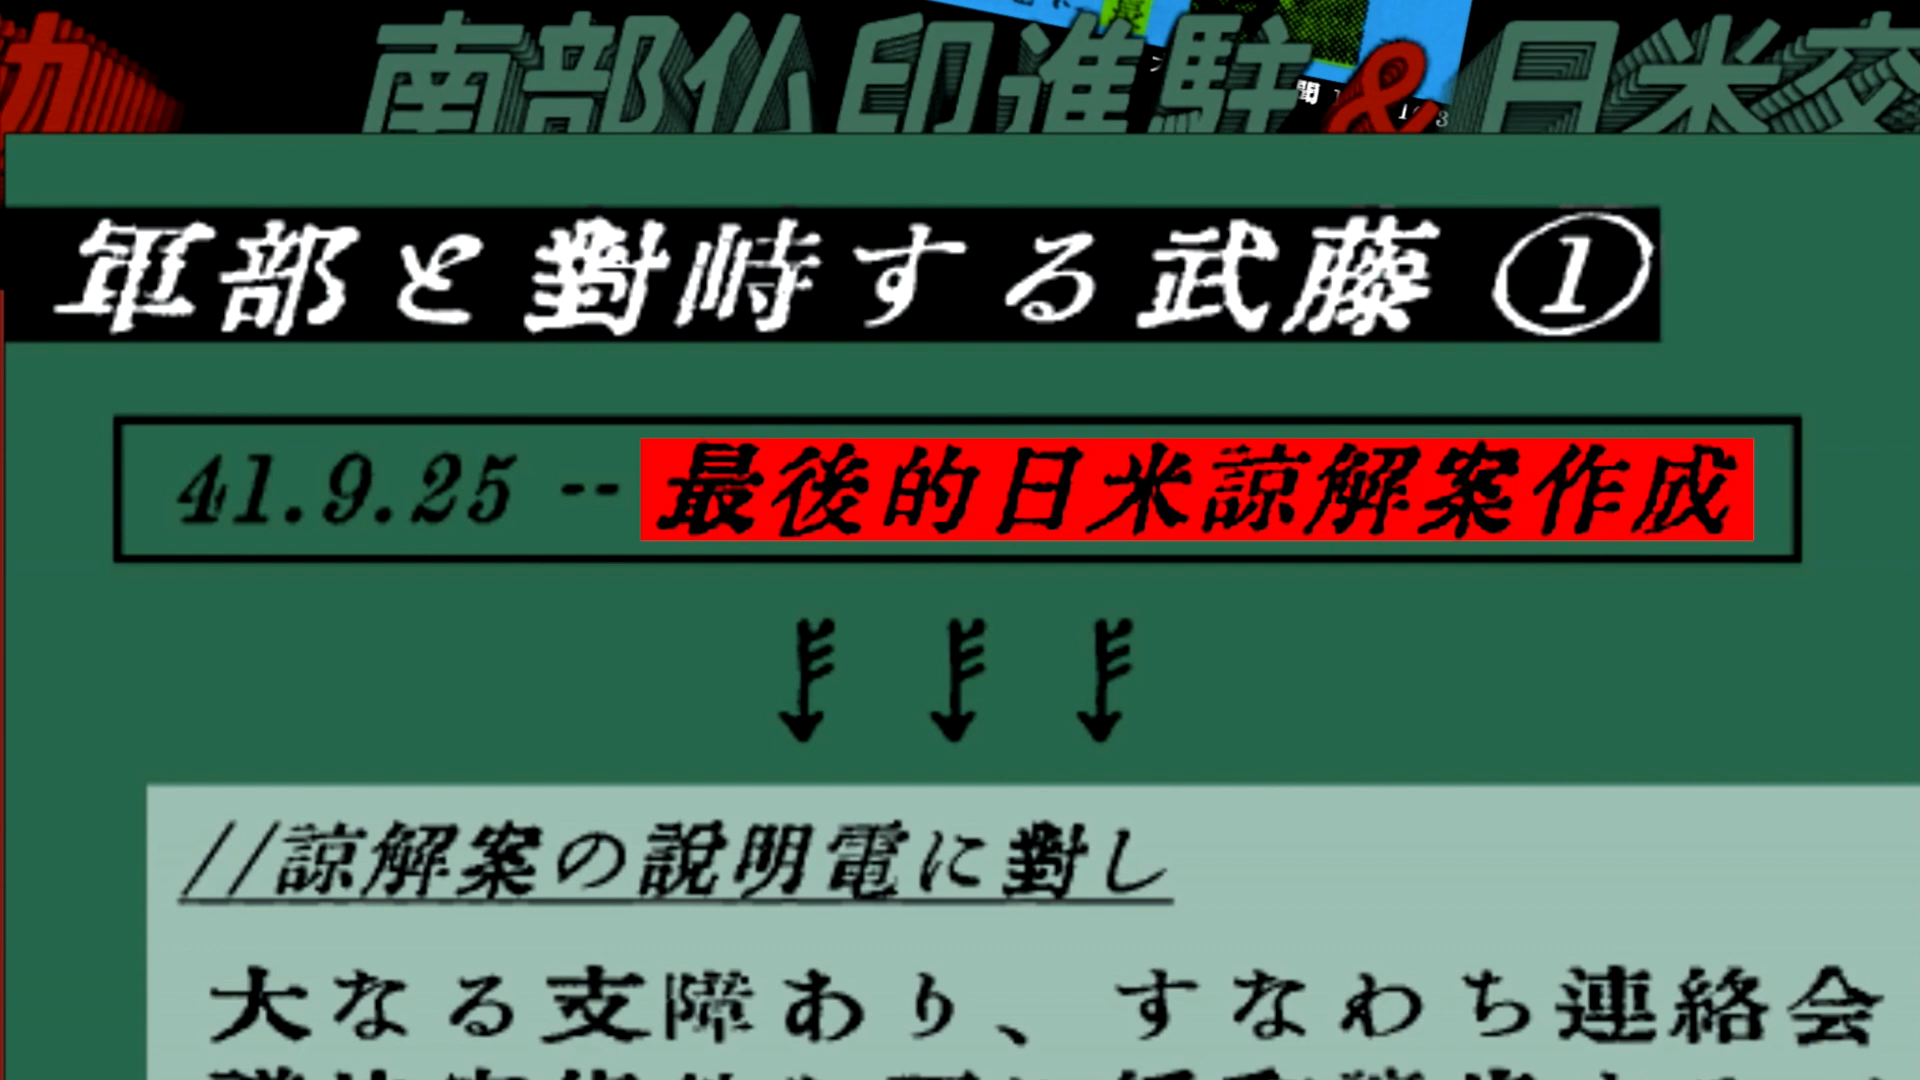 南部仏印進駐&日米交
軍部と對峙する武藤 ①
41.9.25 --最後的日米諒解案作成
//諒解案の說明電に對し
大なる支障あり、すなわち連絡会